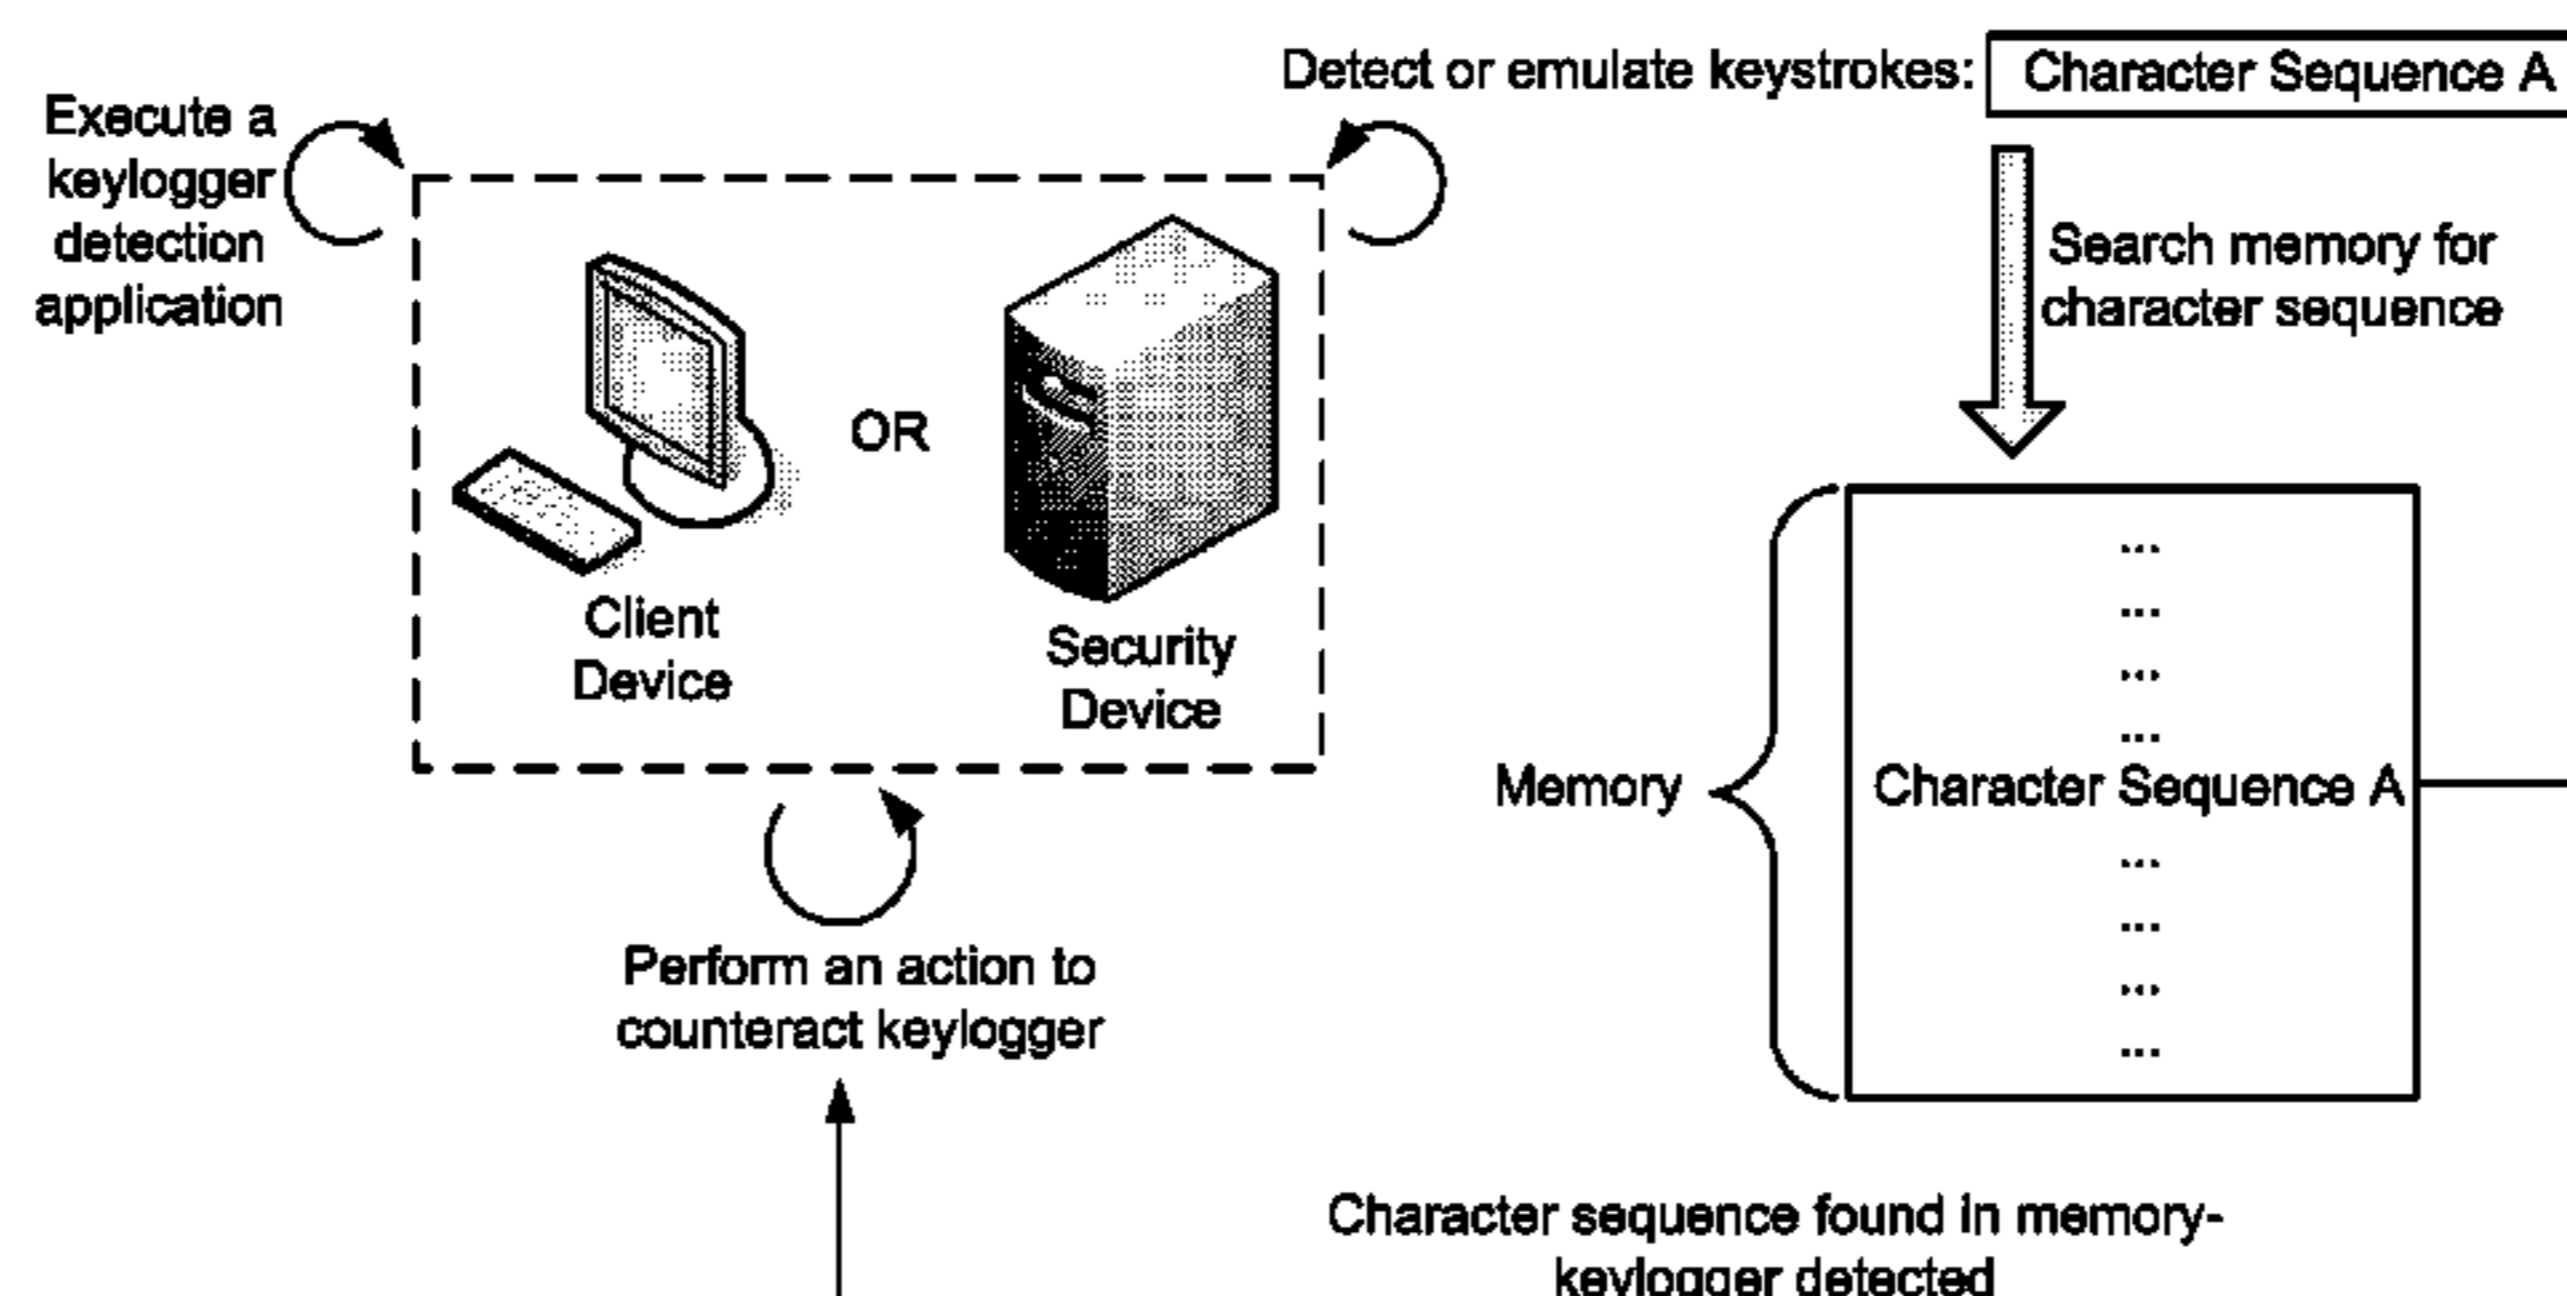 Detect or emulate keystrokes: Character Sequence A
Execute a
keylogger
detection
application
Search memory for
character sequence
OR
Client
Device
Security
Device
...
...
...
...
Memory
Character Sequence A
...
...
...
...
Perform an action to
counteract keylogger
Character sequence found in memory-
keylogger detected